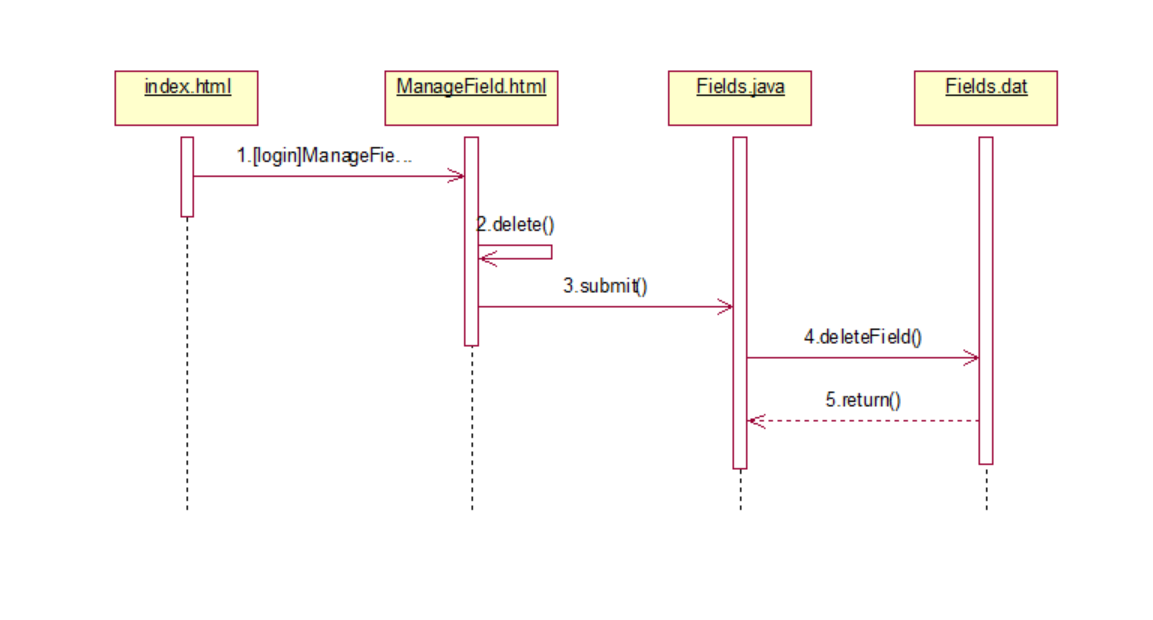 index.html
ManageField.html
Fields.java
Fields.dat
1.[login]ManageFie...
2.delete()
3.submit()
4.deleteField()
5.return()